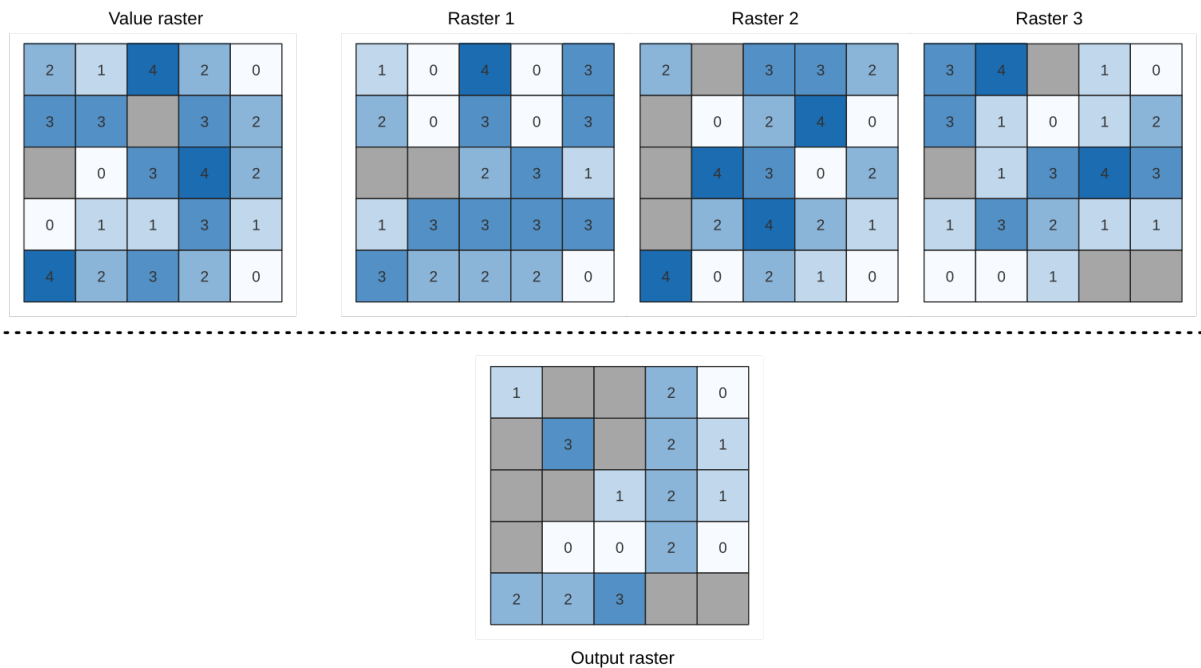 Value raster Raster 1 Raster 2 Raster 3
2 1 4 2 0 1 0 4 0 3 2 3 3 2 3 4 1 0
3 3 3 2 2 0 3 0 3 0 2 4 0 3 1 0 1 2
0 3 4 2 2 3 1 4 3 0 2 1 3 4 3
0 1 1 3 1 1 3 3 3 3 2 4 2 1 1 3 2 1 1
4 2 3 2 0 3 2 2 2 0 4 0 2 1 0 0 0 1
1 2 0
3 2 1
1 2 1
0 0 2 0
2 2 3
Output raster